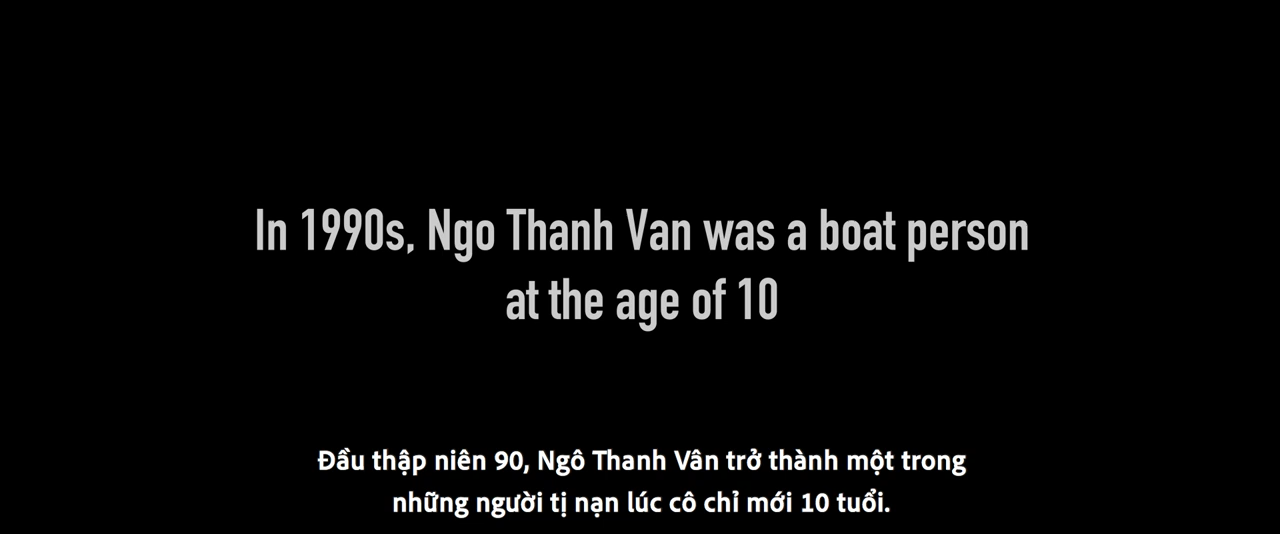 In 1990s, Ngo Thanh Van was a boat person
at the age of 10
Đầu thập niên 90, Ngô Thanh Vân trở thành một trong
những người tị nạn lúc cô chỉ mới 10 tuổi.